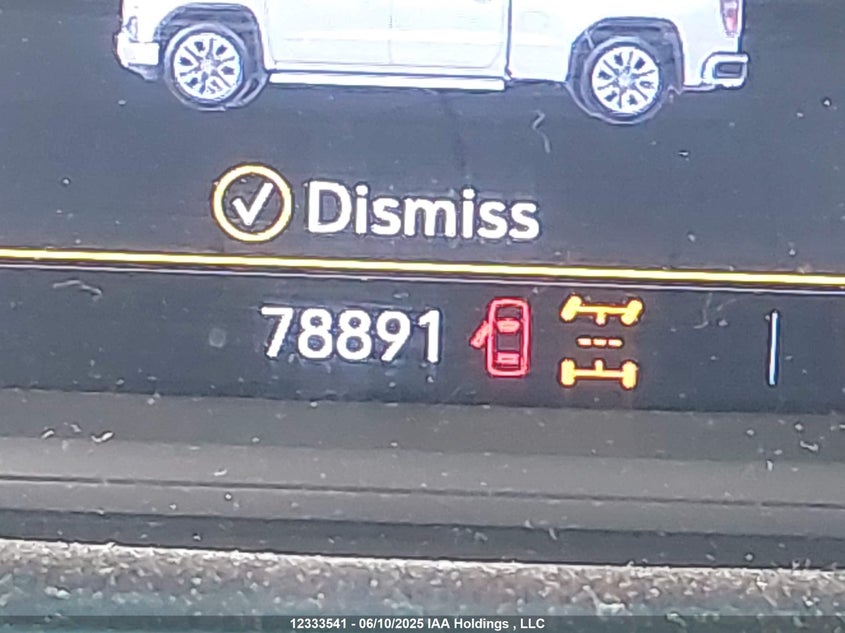 Dismiss
78891
12333541 - 06/10/2025 IAA Holdings , LLC